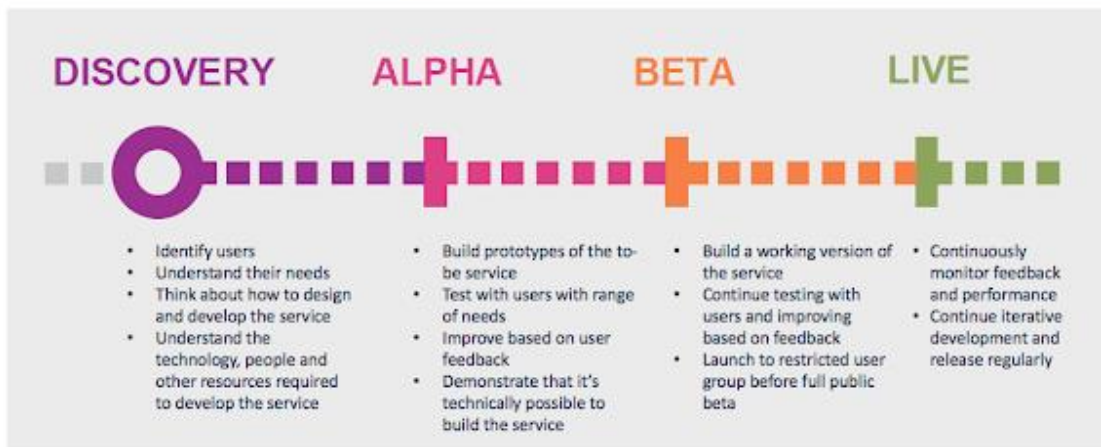 DISCOVERY
ALPHA
BETA
LIVE
• Identify users
• Understand their needs
• Think about how to design
and develop the service
• Understand the
technology, people and
other resources required
to develop the service
• Build prototypes of the to-
be service
• Test with users with range
of needs
• Improve based on user
feedback
• Demonstrate that it's
technically possible to
build the service
• Build a working version of
the service
• Continue testing with
users and improving
based on feedback
• Launch to restricted user
group before full public
beta
• Continuously
monitor feedback
and performance
• Continue iterative
development and
release regularly